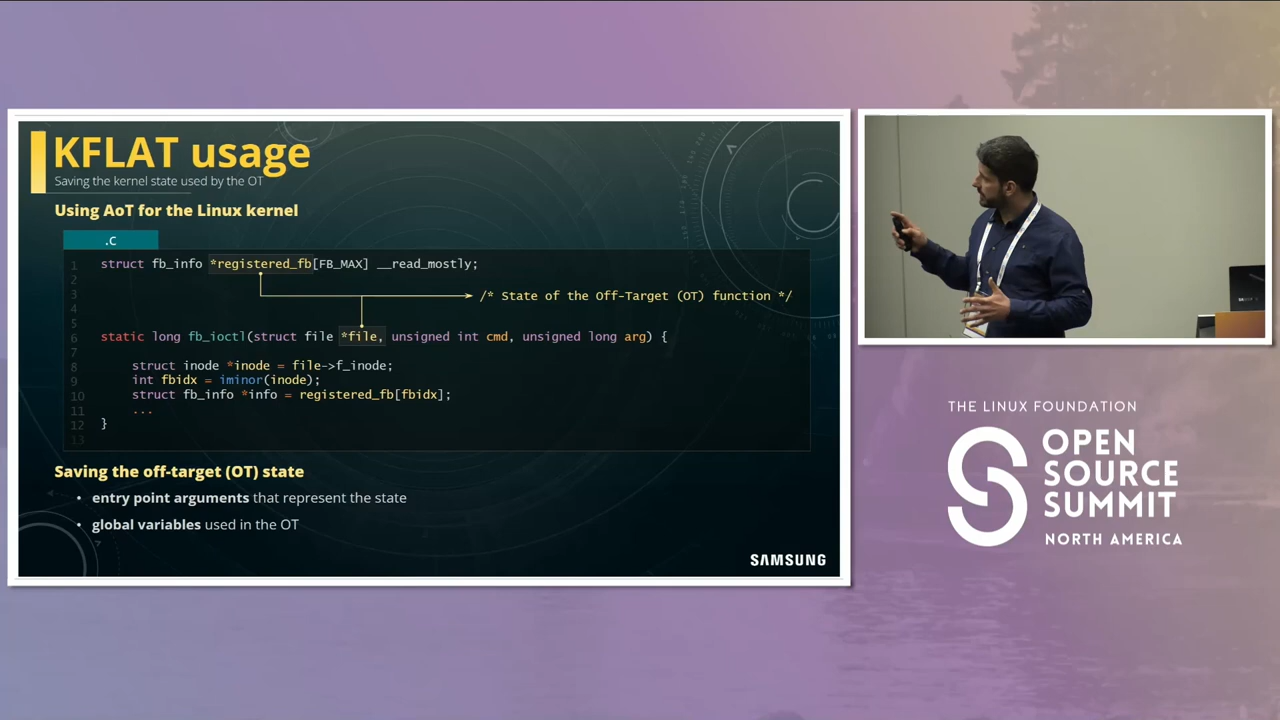 KFLAT usage
Saving the kernel state used by the OT
Using AoT for the Linux kernel
.C
1 struct fb_info *registered_fb[FB_MAX] __read_mostly;
2
3 /* State of the Off-Target (OT) function */
4
5
6 static long fb_ioctl(struct file *file, unsigned int cmd, unsigned long arg) {
7
8 struct inode *inode = file->f_inode;
9 int fbidx = iminor(inode);
10 struct fb_info *info = registered_fb[fbidx];
11 ...
12 }
13
Saving the off-target (OT) state
• entry point arguments that represent the state
• global variables used in the OT
SAMSUNG
THE LINUX FOUNDATION
OPEN
SOURCE
SUMMIT
NORTH AMERICA